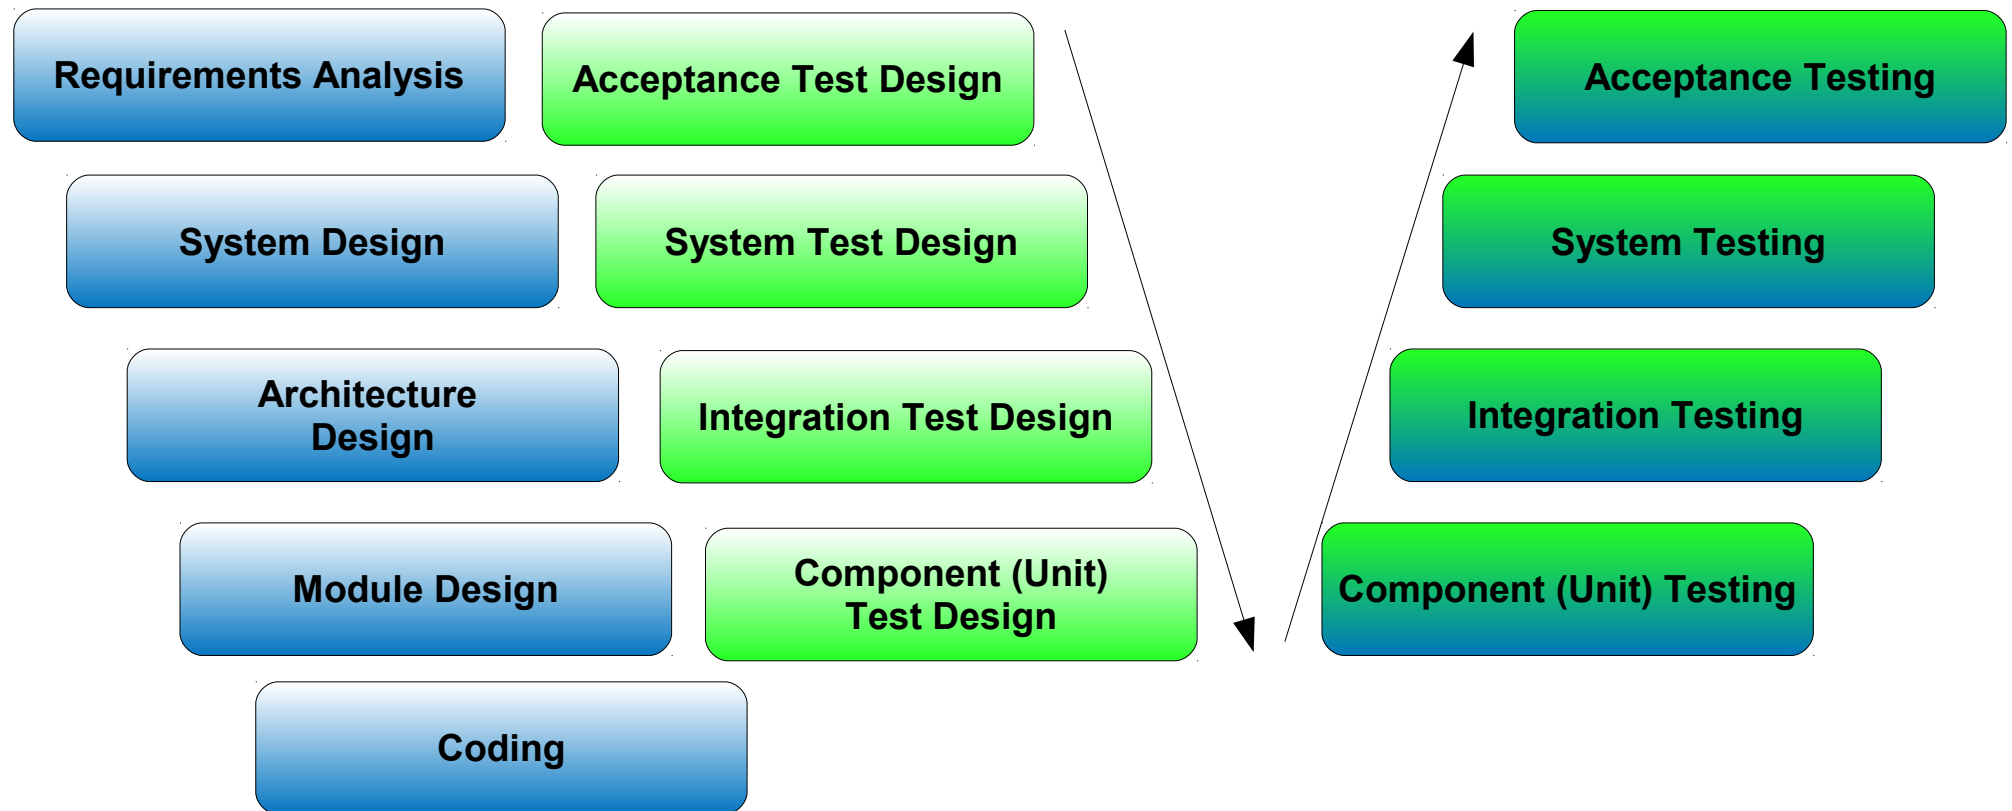 Requirements Analysis
Acceptance Test Design
Acceptance Testing
System Design
System Test Design
System Testing
Architecture
Design
Integration Test Design
Integration Testing
Module Design
Component (Unit)
Test Design
Component (Unit) Testing
Coding